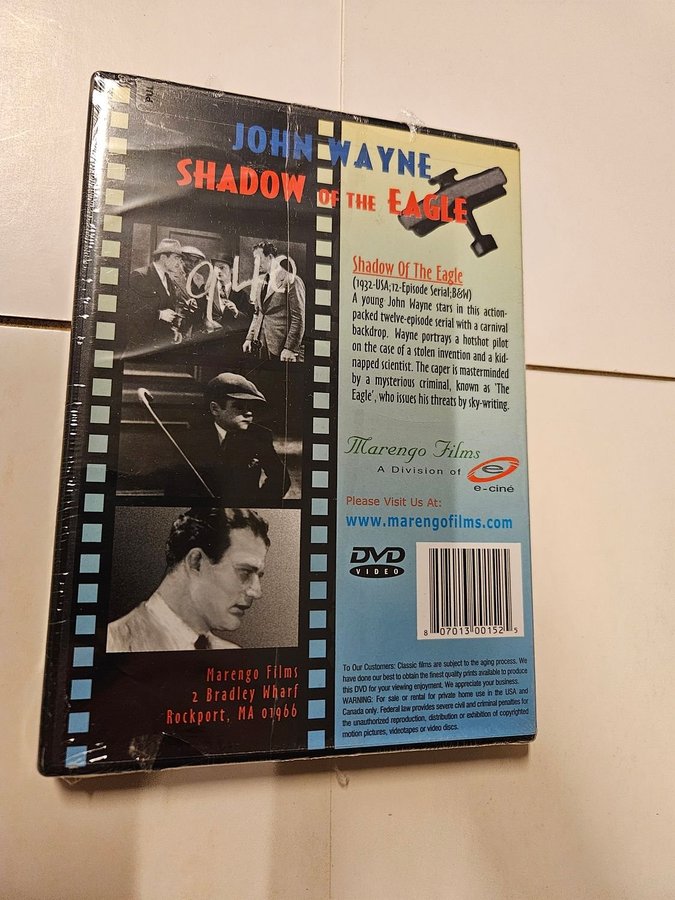 PUL
JOHN WAYNE
SHADOW OF THE EAGLE
9.40
Shadow Of The Eagle
(1932-USA;12-Episode Serial;B&W)
A young John Wayne stars in this action-
packed twelve-episode serial with a carnival
backdrop. Wayne portrays a hotshot pilot
on the case of a stolen invention and a kid-
napped scientist. The caper is masterminded
by a mysterious criminal, known as 'The
Eagle', who issues his threats by sky-writing.
Marengo Films
A Division of
e
e-ciné
Please Visit Us At:
www.marengofilms.com
DVD
VIDEO
8 07013 00152 5
Marengo Films
2 Bradley Wharf
Rockport, MA 01966
To Our Customers: Classic films are subject to the aging process. We
have done our best to obtain the finest quality prints available to produce
this DVD for your viewing enjoyment. We appreciate your business.
WARNING: For sale or rental for private home use in the USA and
Canada only. Federal law provides severe civil and criminal penalties for
the unauthorized reproduction, distribution or exhibition of copyrighted
motion pictures, videotapes or video discs.